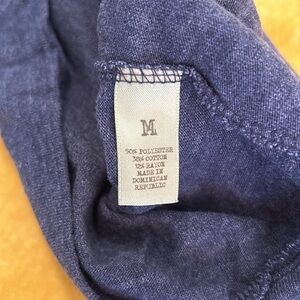 M
50% POLYESTER
38% COTTON
12% RAYON
MADE IN
DOMINICAN
REPUBLIC